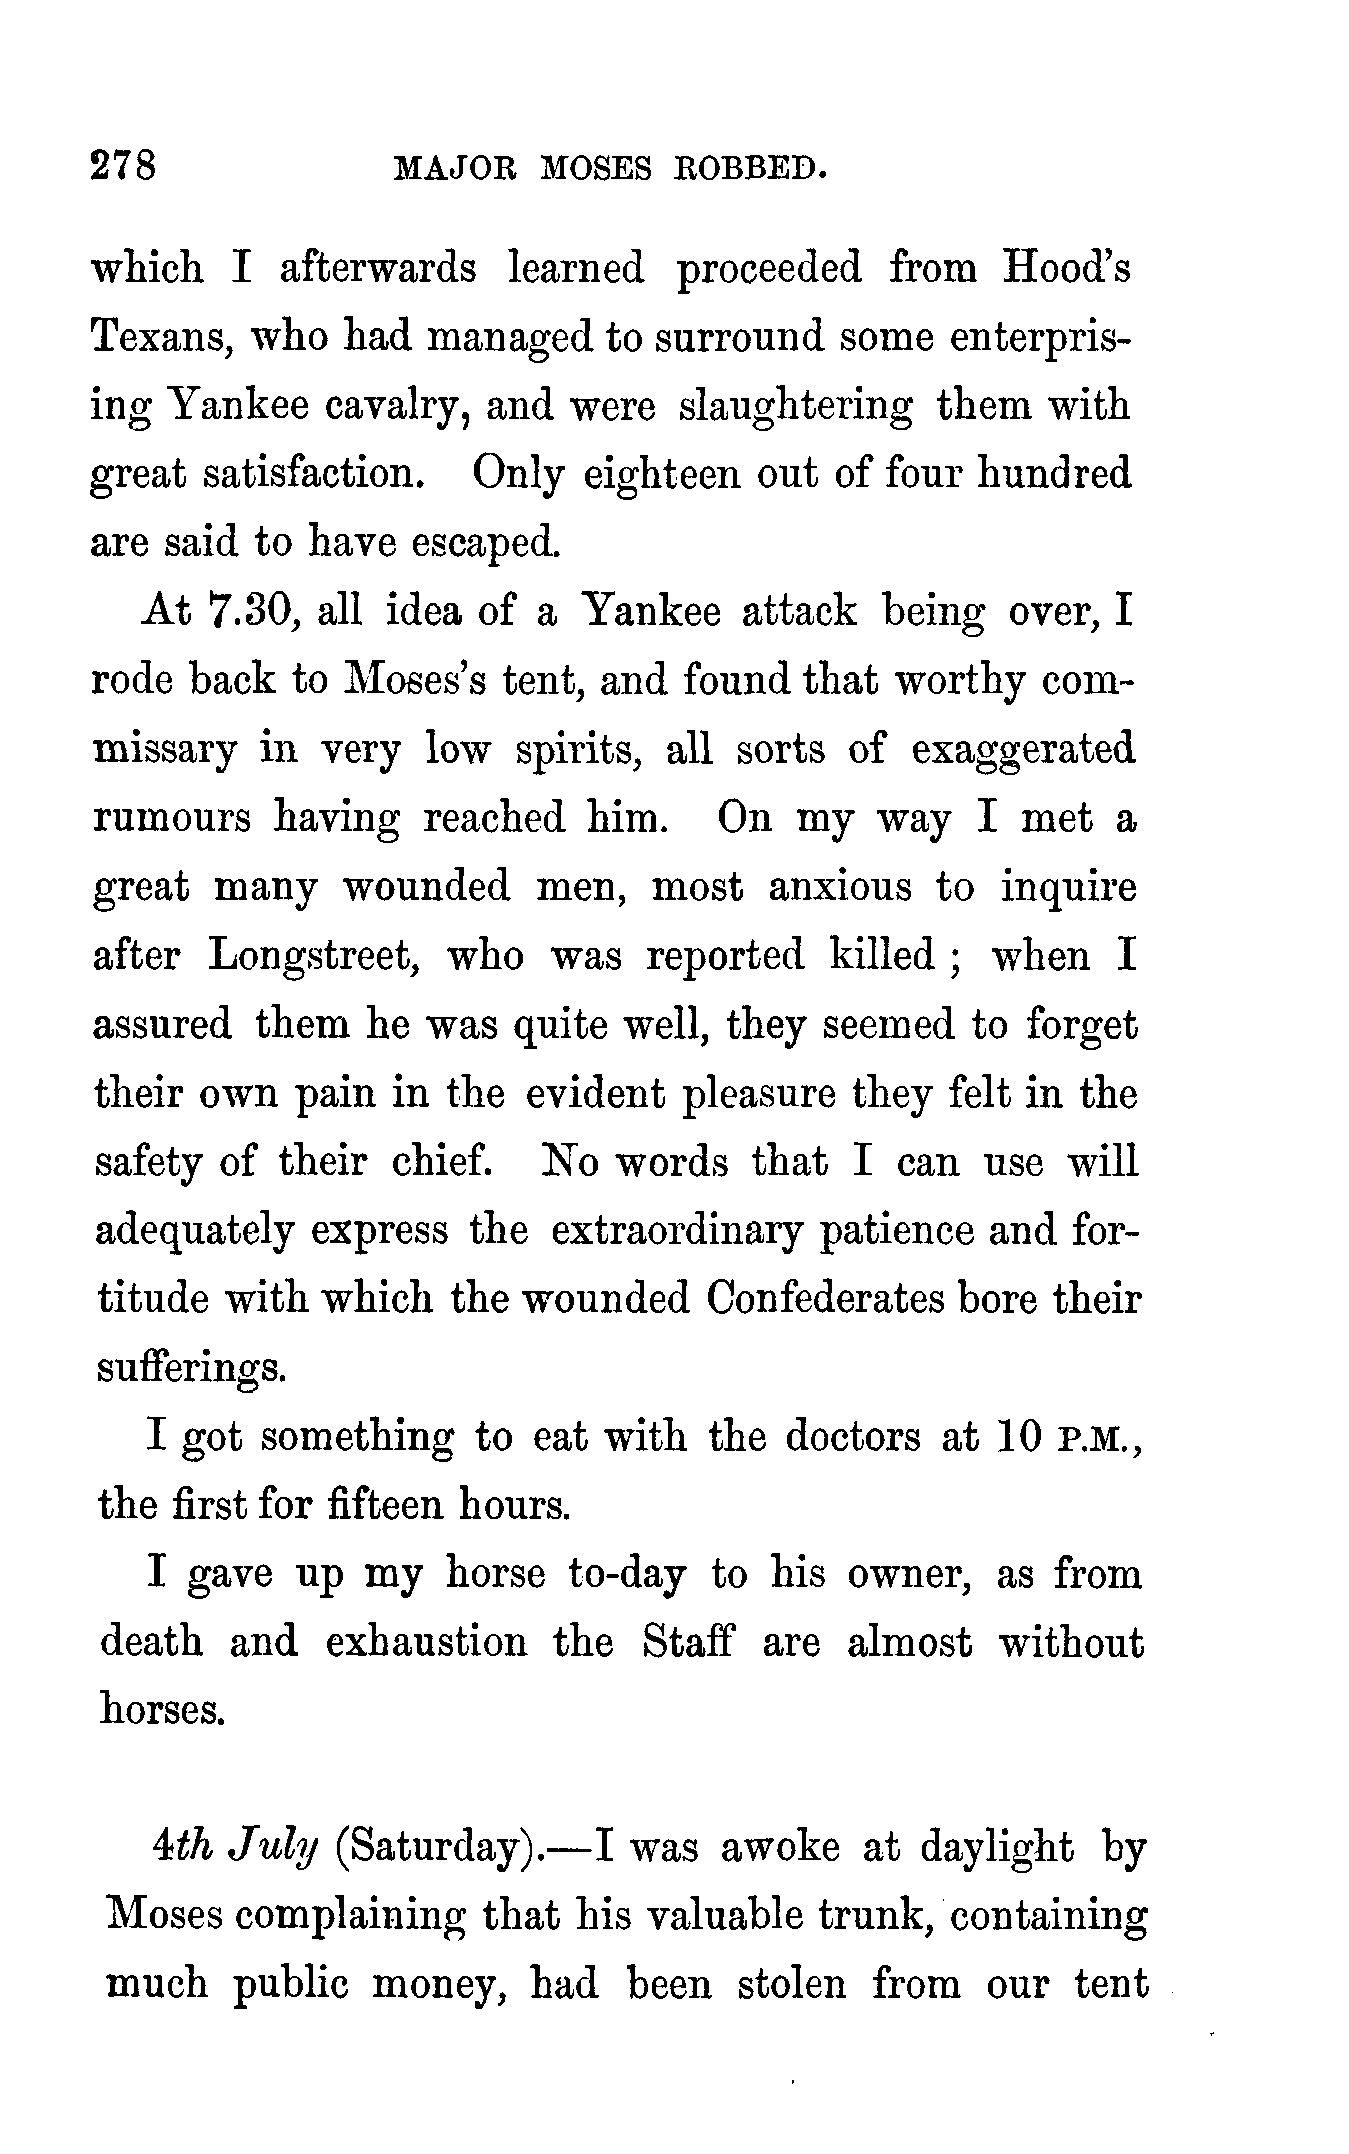 278 MAJOR MOSES ROBBED.
which I afterwards learned proceeded from Hood's
Texans, who had managed to surround some enterpris-
ing Yankee cavalry, and were slaughtering them with
great satisfaction. Only eighteen out of four hundred
are said to have escaped.
At 7.30, all idea of a Yankee attack being over, I
rode back to Moses's tent, and found that worthy com-
missary in very low spirits, all sorts of exaggerated
rumours having reached him. On my way I met a
great many wounded men, most anxious to inquire
after Longstreet, who was reported killed ; when I
assured them he was quite well, they seemed to forget
their own pain in the evident pleasure they felt in the
safety of their chief. No words that I can use will
adequately express the extraordinary patience and for-
titude with which the wounded Confederates bore their
sufferings.
I got something to eat with the doctors at 10 P.M.,
the first for fifteen hours.
I gave up my horse to-day to his owner, as from
death and exhaustion the Staff are almost without
horses.
4th July (Saturday).—I was awoke at daylight by
Moses complaining that his valuable trunk, containing
much public money, had been stolen from our tent